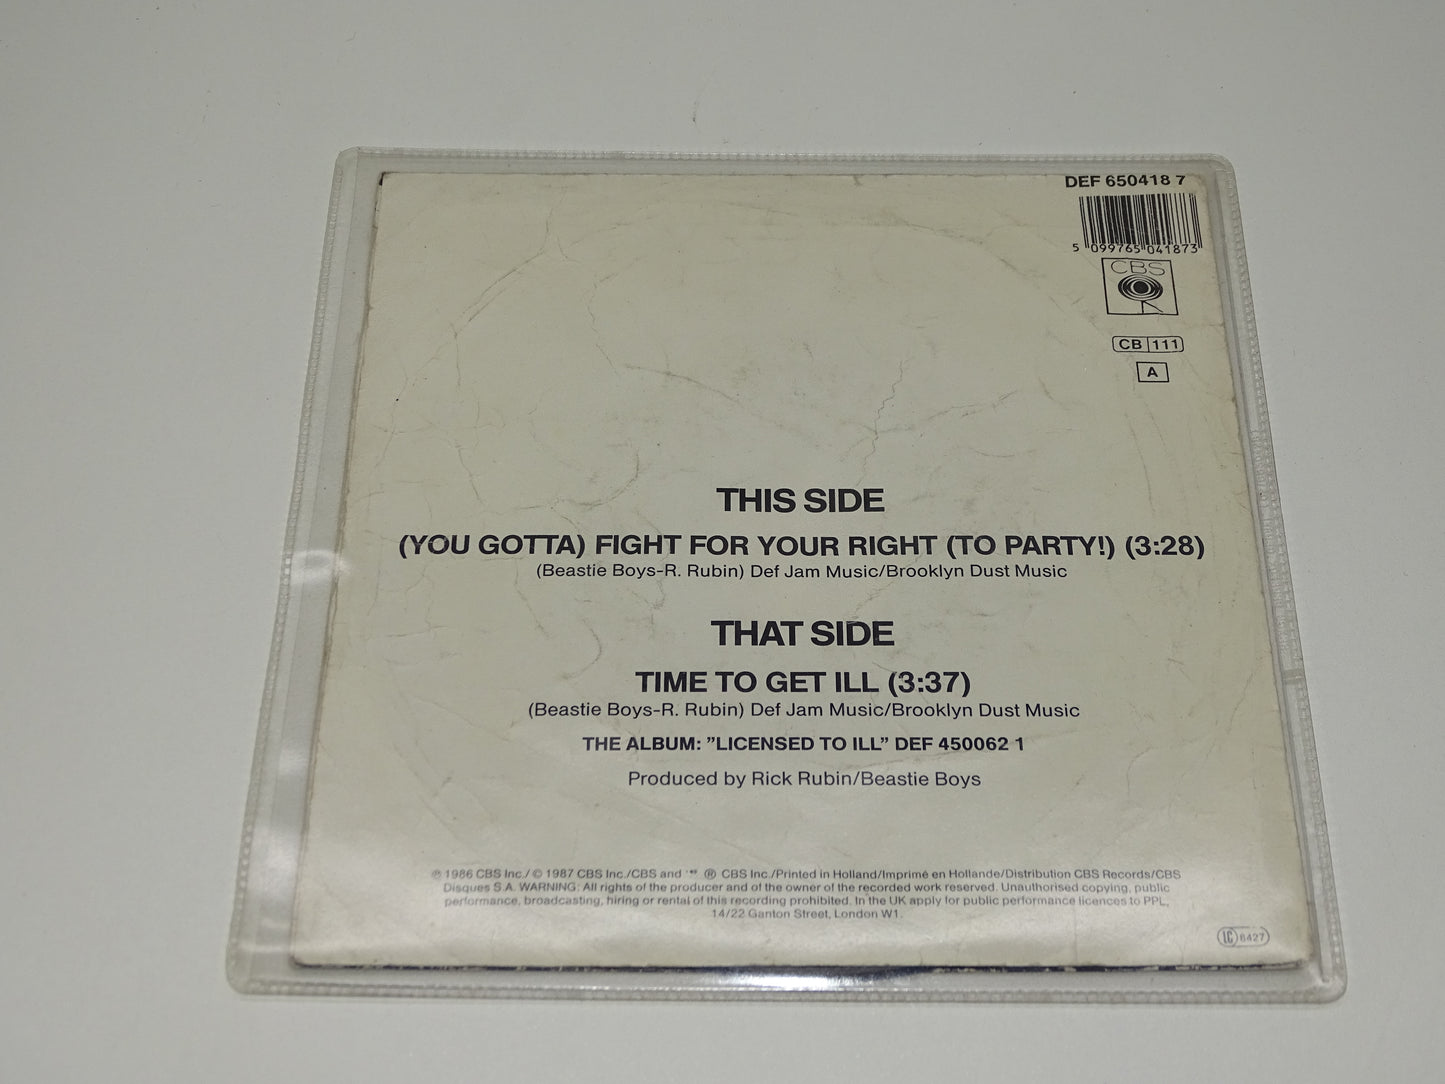 DEF 650418 7
5 099765 041873
CBS
CB 111
A
THIS SIDE
(YOU GOTTA) FIGHT FOR YOUR RIGHT (TO PARTY!) (3:28)
(Beastie Boys-R. Rubin) Def Jam Music/Brooklyn Dust Music
THAT SIDE
TIME TO GET ILL (3:37)
(Beastie Boys-R. Rubin) Def Jam Music/Brooklyn Dust Music
THE ALBUM: ”LICENSED TO ILL” DEF 450062 1
Produced by Rick Rubin/Beastie Boys
℗ 1986 CBS Inc./ © 1987 CBS Inc./CBS and ® CBS Inc./Printed in Holland/Imprimé en Hollande/Distribution CBS Records/CBS
Disques S.A. WARNING: All rights of the producer and of the owner of the recorded work reserved. Unauthorised copying, public
performance, broadcasting, hiring or rental of this recording prohibited. In the UK apply for public performance licences to PPL,
14/22 Ganton Street, London W1.
LC 6427